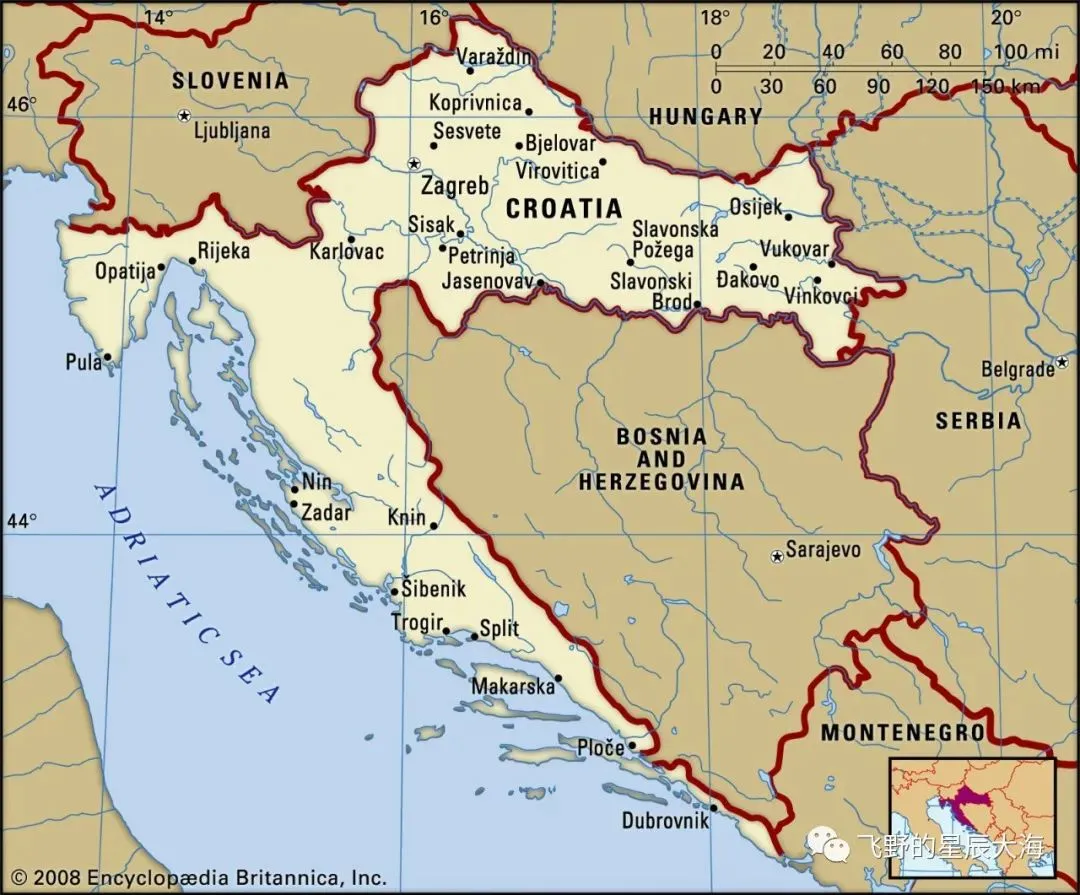 14°
16°
18°
20°
0 20 40 60 80 100 mi
0 30 60 90 120 150 km
46°
SLOVENIA
Ljubljana
HUNGARY
Varaždin
Koprivnica
Sesvete
Bjelovar
Virovitica
Zagreb
CROATIA
Osijek
Sisak
Slavonska
Požega
Vukovar
Rijeka
Karlovac
Petrinja
Opatija
Jasenovav
Slavonski
Brod
Đakovo
Vinkovci
Pula
Belgrade
SERBIA
BOSNIA
AND
HERZEGOVINA
Nin
Zadar
Knin
44°
ADRIATIC SEA
Sarajevo
Šibenik
Trogir
Split
Makarska
Ploče
MONTENEGRO
Dubrovnik
飞野的星辰大海
© 2008 Encyclopædia Britannica, Inc.